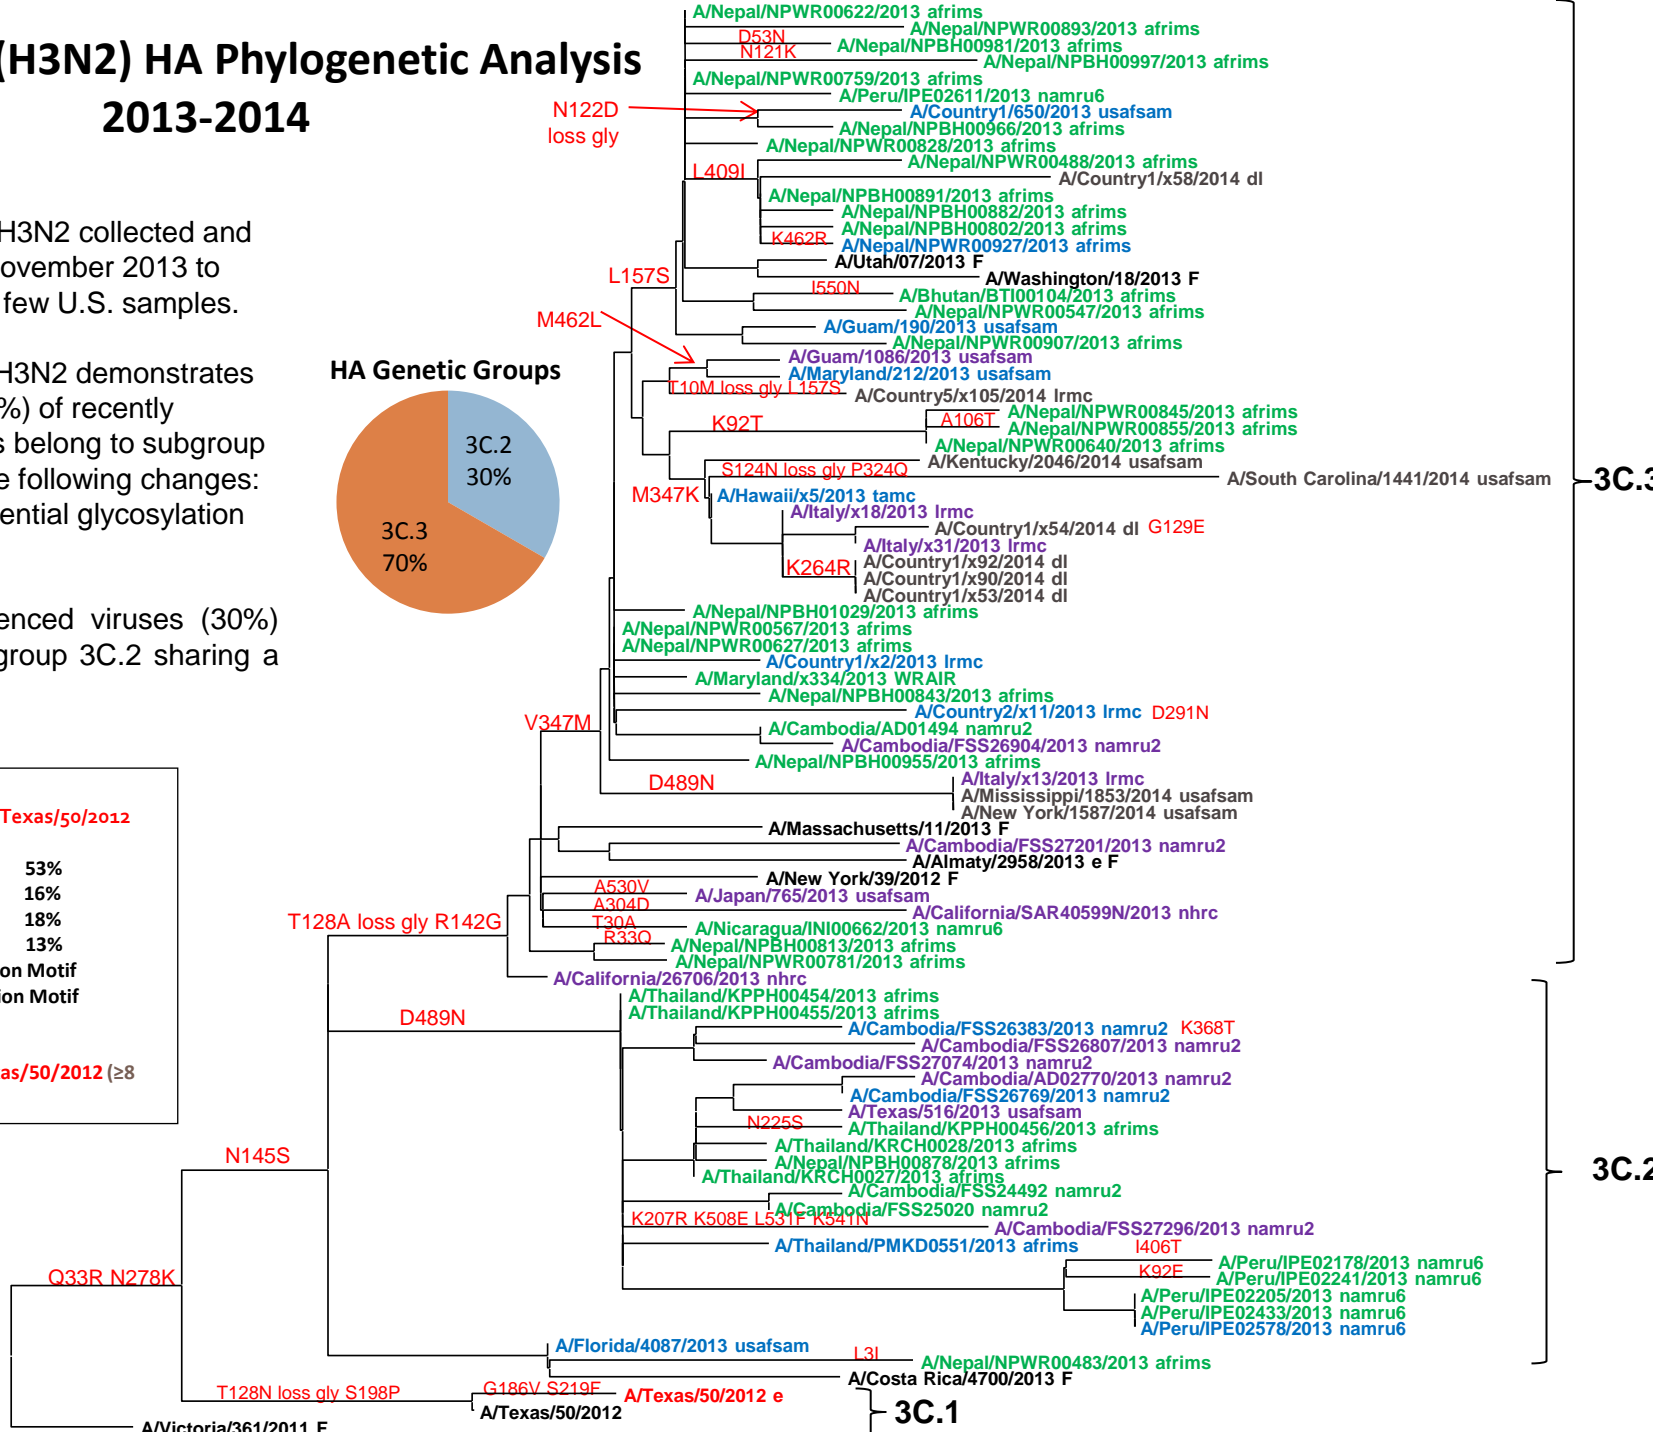 (H3N2) HA Phylogenetic Analysis
2013-2014
H3N2 collected and
ovember 2013 to
few U.S. samples.
H3N2 demonstrates
%) of recently
s belong to subgroup
e following changes:
ential glycosylation
enced viruses (30%)
group 3C.2 sharing a
HA Genetic Groups
3C.2
30%
3C.3
70%
Texas/50/2012
53%
16%
18%
13%
on Motif
ion Motif
as/50/2012 (≥8
A/Nepal/NPWR00622/2013 afrims
A/Nepal/NPWR00893/2013 afrims
D53N
A/Nepal/NPBH00981/2013 afrims
N121K
A/Nepal/NPBH00997/2013 afrims
A/Nepal/NPWR00759/2013 afrims
A/Peru/IPE02611/2013 namru6
N122D
loss gly
A/Country1/650/2013 usafsam
A/Nepal/NPBH00966/2013 afrims
A/Nepal/NPWR00828/2013 afrims
A/Nepal/NPWR00488/2013 afrims
L409I
A/Country1/x58/2014 dl
A/Nepal/NPBH00891/2013 afrims
A/Nepal/NPBH00882/2013 afrims
A/Nepal/NPBH00802/2013 afrims
K462R
A/Nepal/NPWR00927/2013 afrims
A/Utah/07/2013 F
L157S
A/Washington/18/2013 F
I550N
A/Bhutan/BTI00104/2013 afrims
A/Nepal/NPWR00547/2013 afrims
M462L
A/Guam/190/2013 usafsam
A/Nepal/NPWR00907/2013 afrims
A/Guam/1086/2013 usafsam
A/Maryland/212/2013 usafsam
T10M loss gly L157S
A/Country5/x105/2014 lrmc
A/Nepal/NPWR00845/2013 afrims
K92T
A106T
A/Nepal/NPWR00855/2013 afrims
A/Nepal/NPWR00640/2013 afrims
A/Kentucky/2046/2014 usafsam
S124N loss gly P324Q
A/South Carolina/1441/2014 usafsam
3C.3
M347K
A/Hawaii/x5/2013 tamc
A/Italy/x18/2013 lrmc
A/Country1/x54/2014 dl G129E
A/Italy/x31/2013 lrmc
K264R
A/Country1/x92/2014 dl
A/Country1/x90/2014 dl
A/Country1/x53/2014 dl
A/Nepal/NPBH01029/2013 afrims
A/Nepal/NPWR00567/2013 afrims
A/Nepal/NPWR00627/2013 afrims
A/Country1/x2/2013 lrmc
A/Maryland/x334/2013 WRAIR
A/Nepal/NPBH00843/2013 afrims
A/Country2/x11/2013 lrmc D291N
V347M
A/Cambodia/AD01494 namru2
A/Cambodia/FSS26904/2013 namru2
A/Nepal/NPBH00955/2013 afrims
D489N
A/Italy/x13/2013 lrmc
A/Mississippi/1853/2014 usafsam
A/New York/1587/2014 usafsam
A/Massachusetts/11/2013 F
A/Cambodia/FSS27201/2013 namru2
A/Almaty/2958/2013 e F
A/New York/39/2012 F
A530V
A/Japan/765/2013 usafsam
A304D
A/California/SAR40599N/2013 nhrc
T128A loss gly R142G
T30A
A/Nicaragua/INI00662/2013 namru6
R33Q
A/Nepal/NPBH00813/2013 afrims
A/Nepal/NPWR00781/2013 afrims
A/California/26706/2013 nhrc
A/Thailand/KPPH00454/2013 afrims
A/Thailand/KPPH00455/2013 afrims
D489N
A/Cambodia/FSS26383/2013 namru2 K368T
A/Cambodia/FSS26807/2013 namru2
A/Cambodia/FSS27074/2013 namru2
A/Cambodia/AD02770/2013 namru2
A/Cambodia/FSS26769/2013 namru2
A/Texas/516/2013 usafsam
N225S
A/Thailand/KPPH00456/2013 afrims
A/Thailand/KRCH0028/2013 afrims
N145S
A/Nepal/NPBH00878/2013 afrims
3C.2
A/Thailand/KRCH0027/2013 afrims
A/Cambodia/FSS24492 namru2
A/Cambodia/FSS25020 namru2
K207R K508E L531F K541N
A/Cambodia/FSS27296/2013 namru2
A/Thailand/PMKD0551/2013 afrims
I406T
A/Peru/IPE02178/2013 namru6
Q33R N278K
K92E
A/Peru/IPE02241/2013 namru6
A/Peru/IPE02205/2013 namru6
A/Peru/IPE02433/2013 namru6
A/Peru/IPE02578/2013 namru6
A/Florida/4087/2013 usafsam
L3I
A/Nepal/NPWR00483/2013 afrims
A/Costa Rica/4700/2013 F
T128N loss gly S198P
G186V S219F
A/Texas/50/2012 e
A/Texas/50/2012
3C.1
A/Victoria/361/2011 F